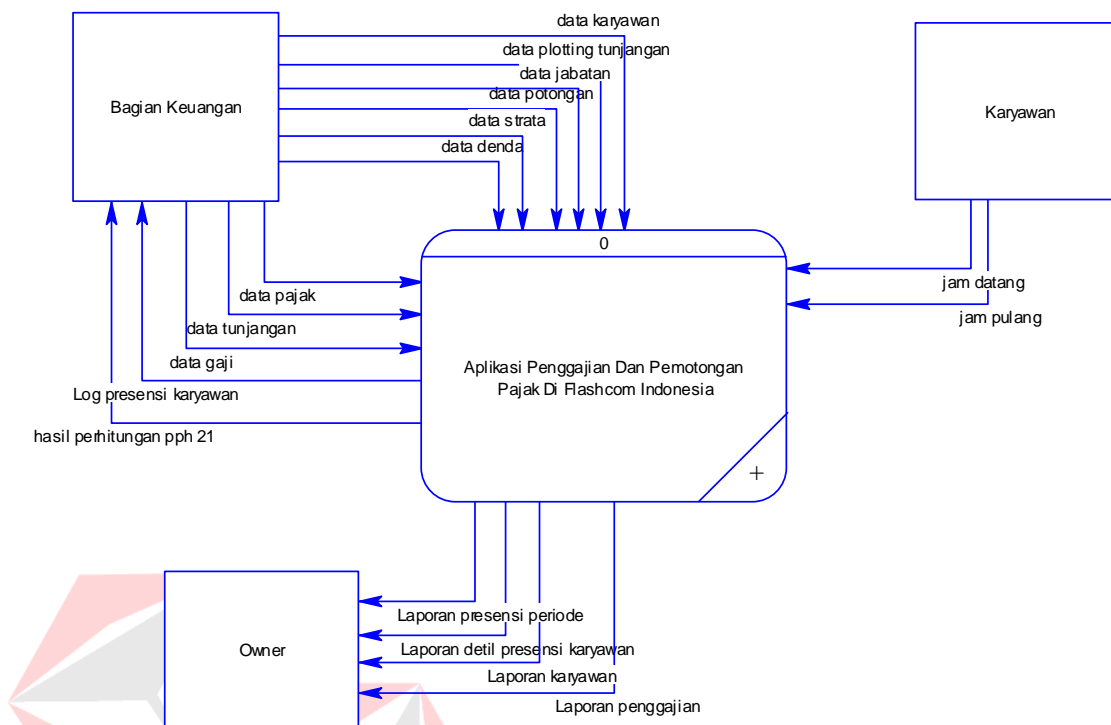 data karyawan
data plotting tunjangan
data jabatan
data potongan
data strata
data denda
Bagian Keuangan
Karyawan
0
jam datang
jam pulang
data pajak
data tunjangan
data gaji
Log presensi karyawan
hasil perhitungan pph 21
Aplikasi Penggajian Dan Pemotongan
Pajak Di Flashcom Indonesia
+
Laporan presensi periode
Laporan detil presensi karyawan
Laporan karyawan
Laporan penggajian
Owner